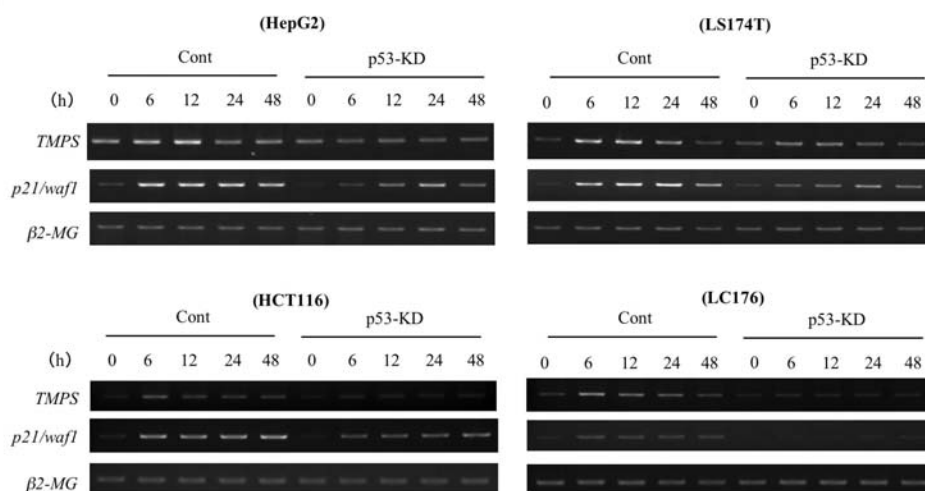 (HepG2)
Cont p53-KD
(h) 0 6 12 24 48 0 6 12 24 48
TMPS
p21/waf1
β2-MG
(LS174T)
Cont p53-KD
0 6 12 24 48 0 6 12 24 48
(HCT116)
Cont p53-KD
(h) 0 6 12 24 48 0 6 12 24 48
TMPS
p21/waf1
β2-MG
(LC176)
Cont p53-KD
0 6 12 24 48 0 6 12 24 48